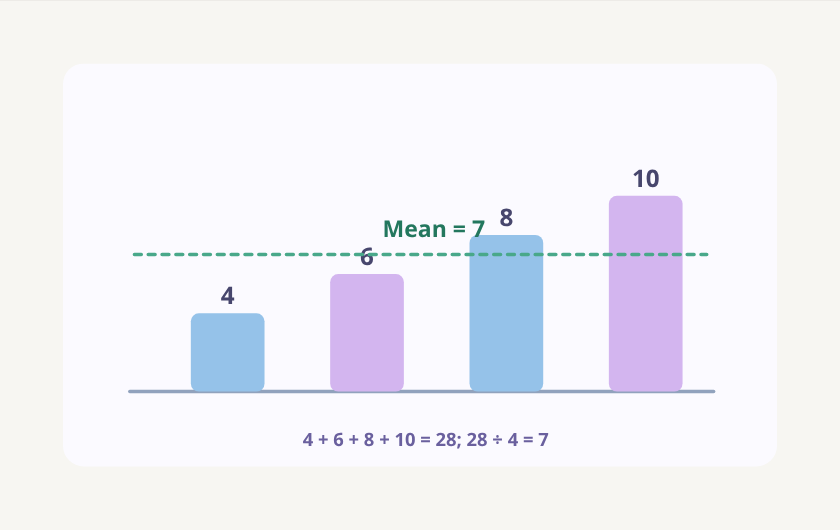 10
8
Mean = 7
6
4
4 + 6 + 8 + 10 = 28; 28 ÷ 4 = 7